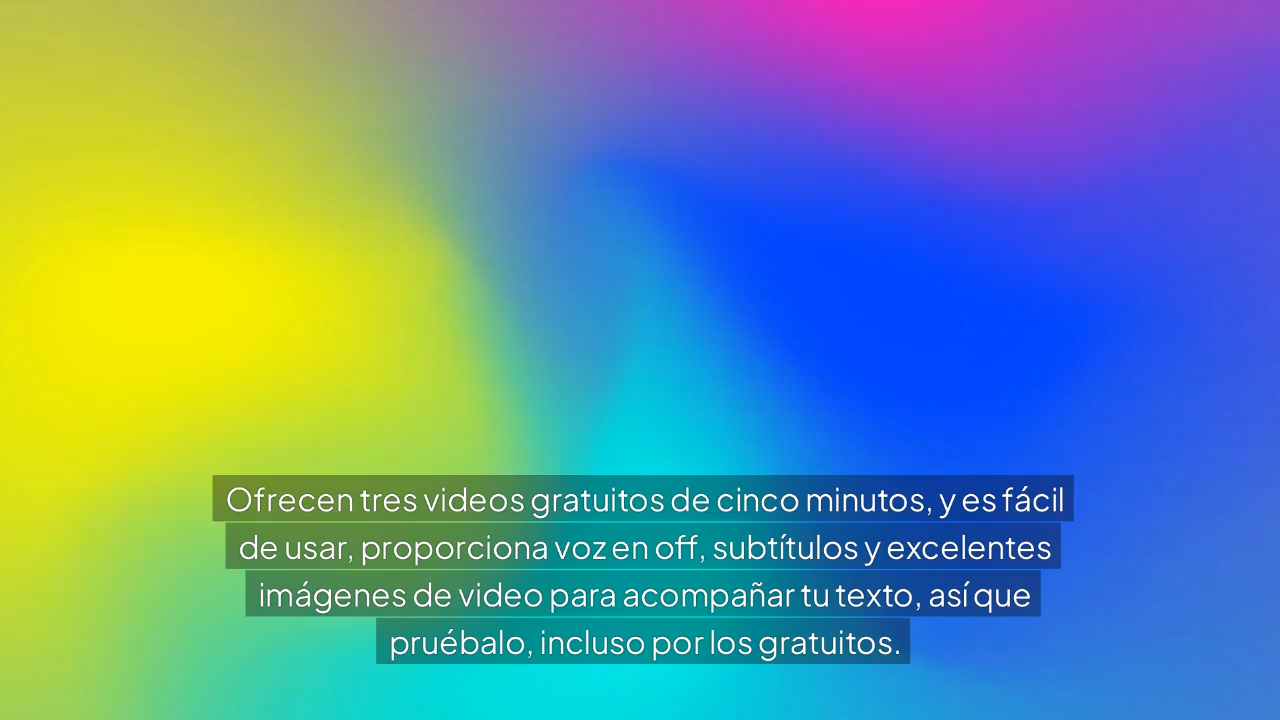 Ofrecen tres videos gratuitos de cinco minutos, y es fácil
de usar, proporciona voz en off, subtítulos y excelentes
imágenes de video para acompañar tu texto, así que
pruébalo, incluso por los gratuitos.